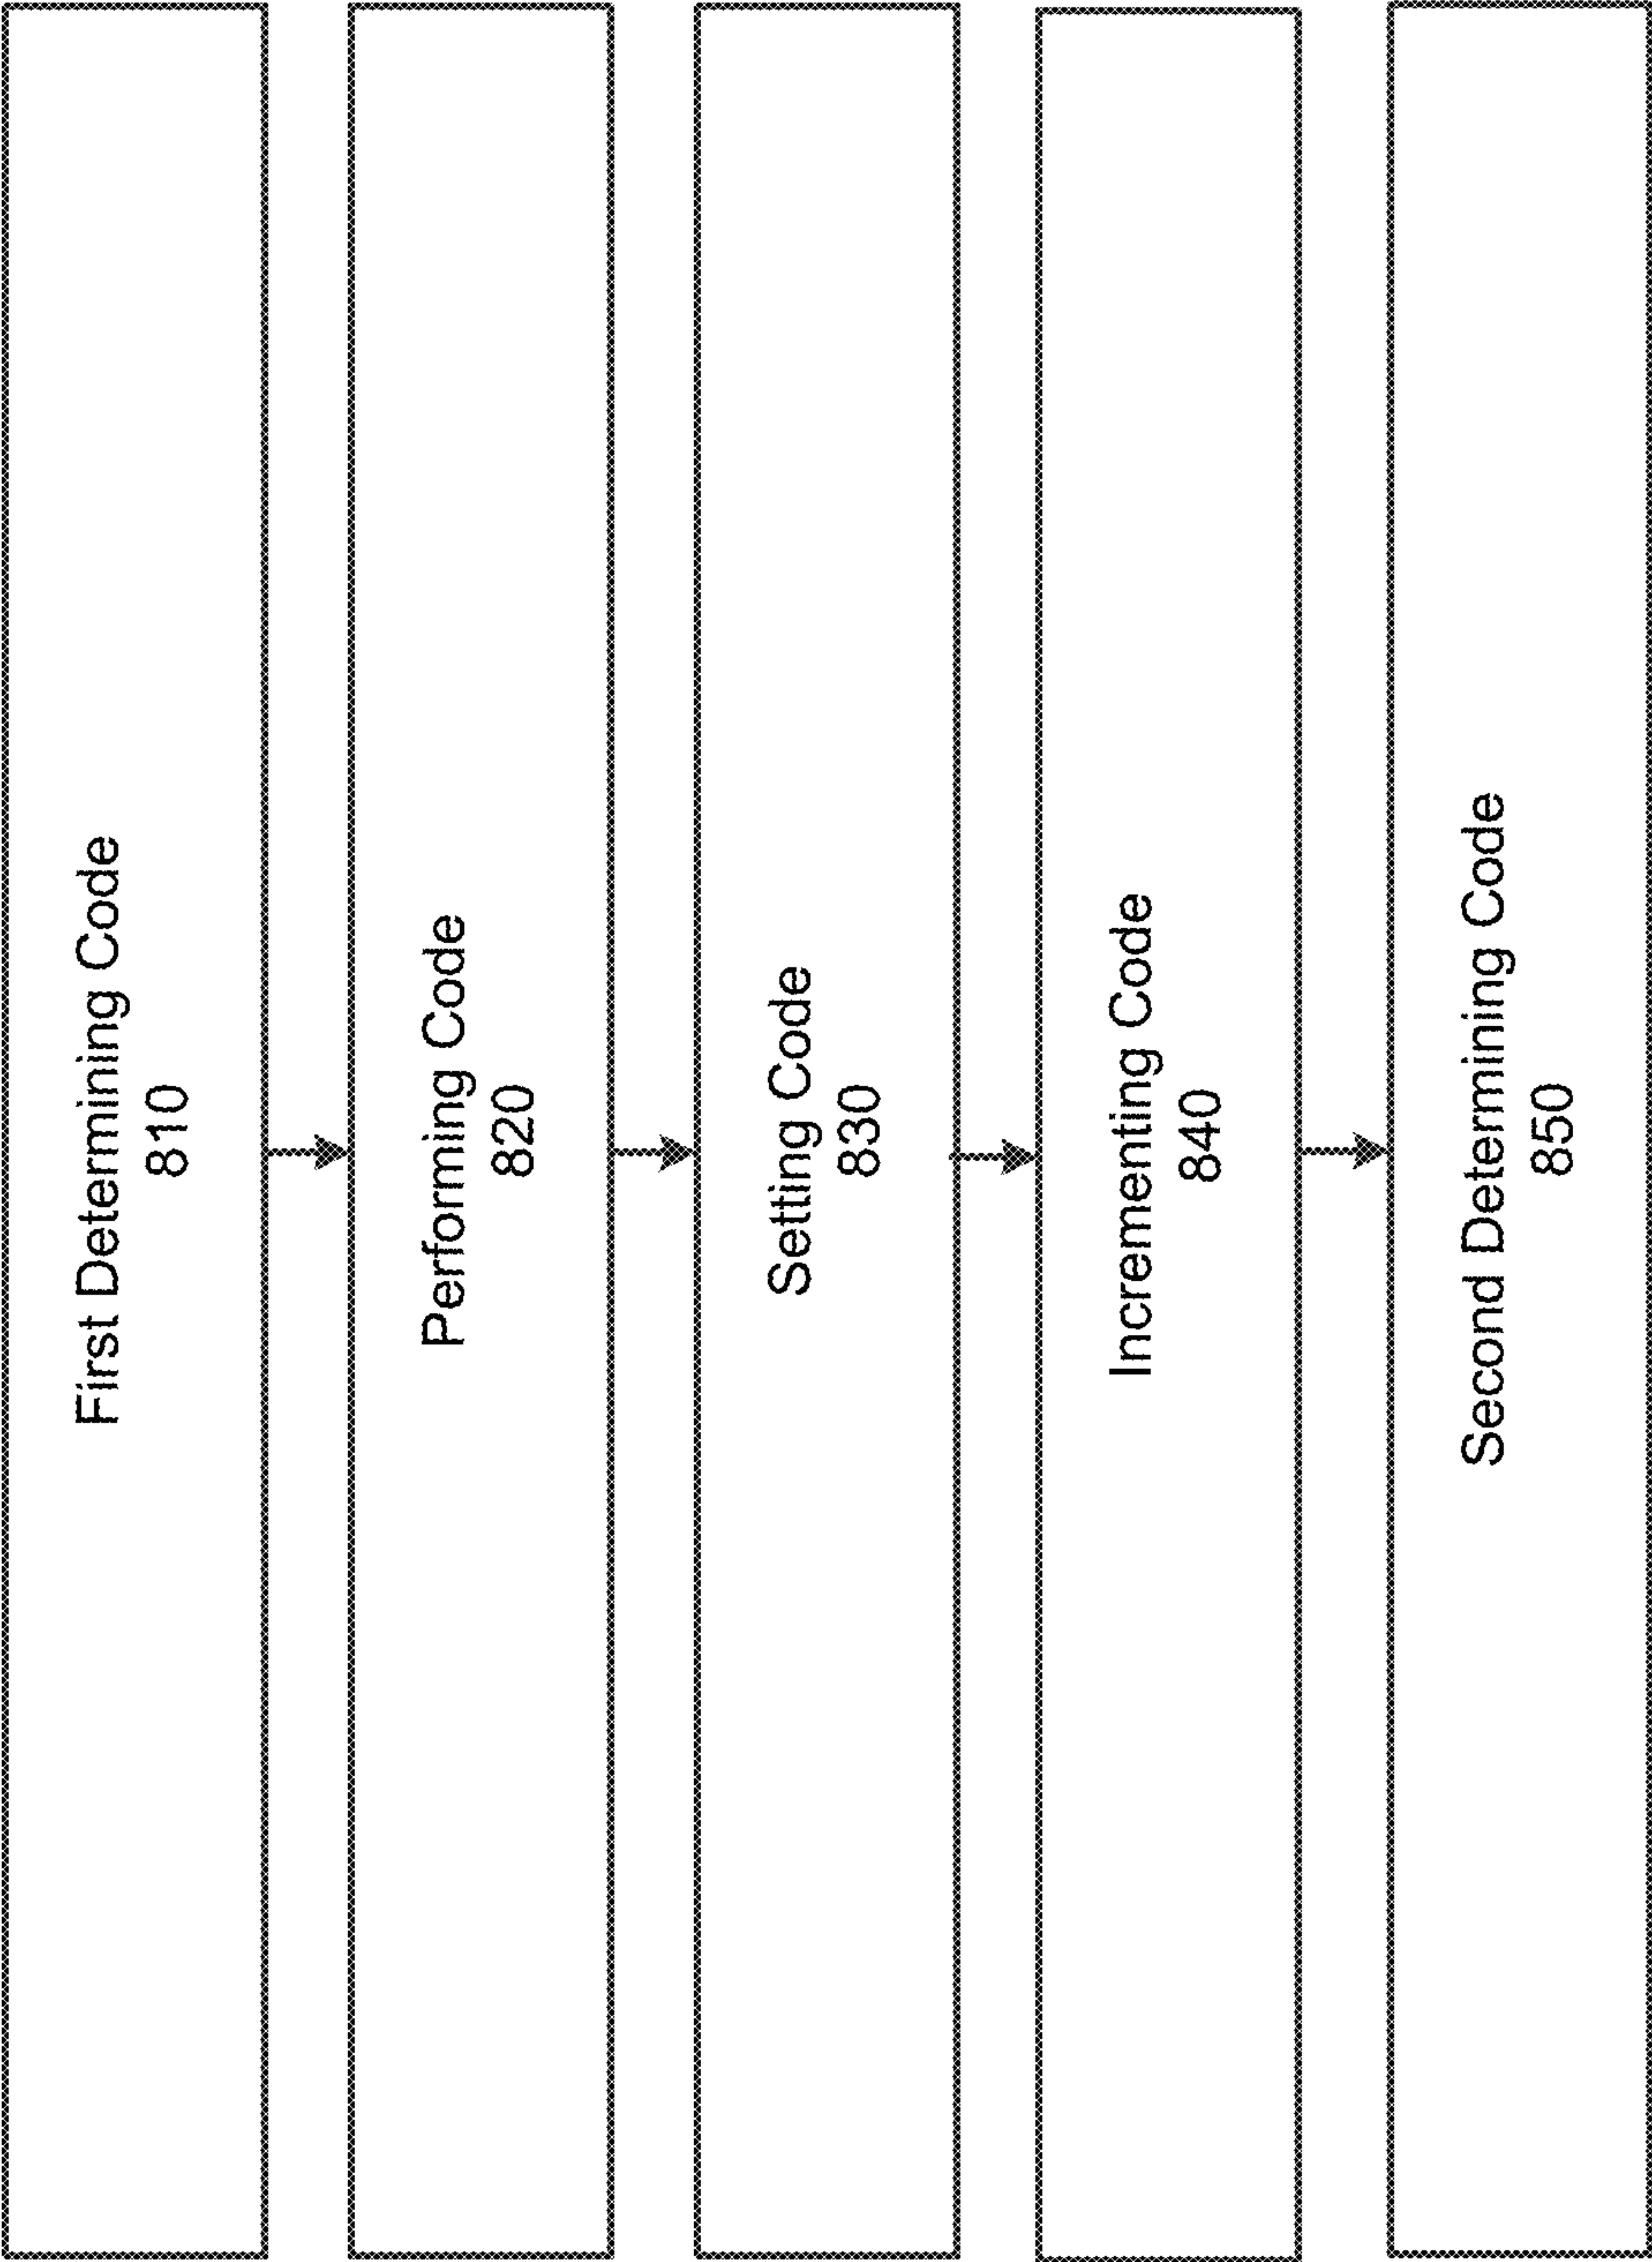 First Determining Code
810
Performing Code
820
Setting Code
830
Incrementing Code
840
Second Determining Code
850